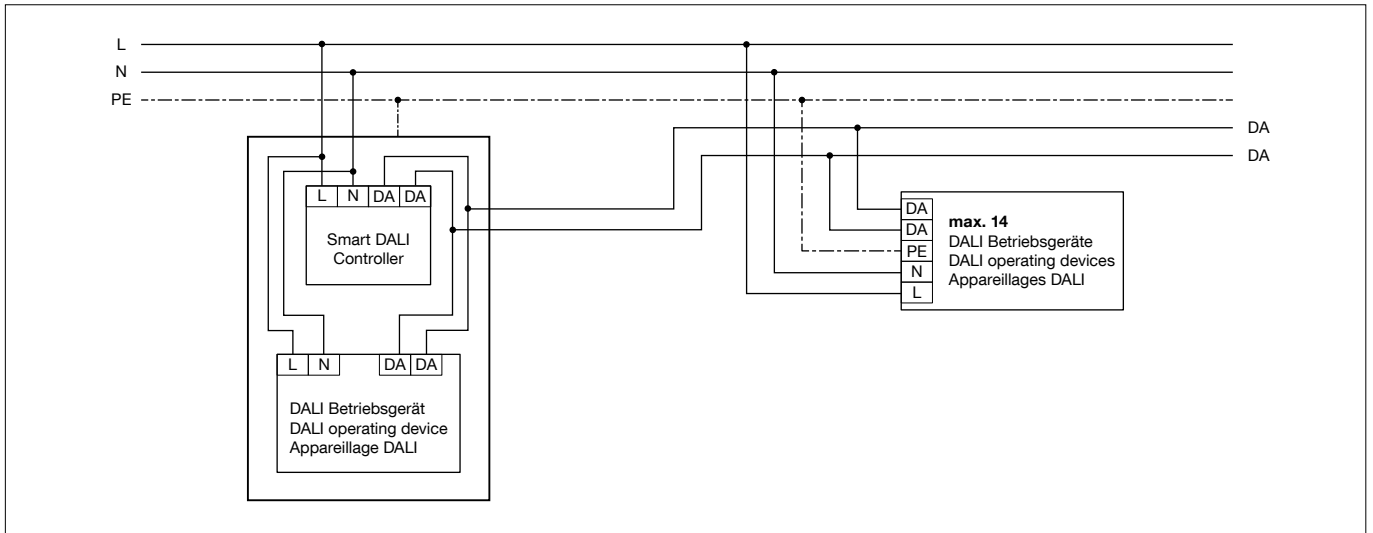 L
N
PE
DA
DA
L N DA DA
Smart DALI
Controller
DA
DA
PE
N
L
max. 14
DALI Betriebsgeräte
DALI operating devices
Appareillages DALI
L N DA DA
DALI Betriebsgerät
DALI operating device
Appareillage DALI